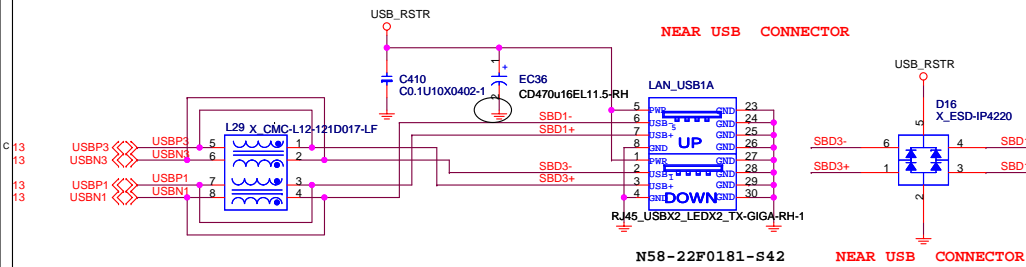 USB_RSTR
NEAR USB CONNECTOR
USB_RSTR
C410
C0.1U10X0402-1
1
+
2
EC36
CD470u16EL11.5-RH
LAN_USB1A
D16
X_ESD-IP4220
L29 X_CMC-L12-121D017-LF
C
13 USBP3 USBP3 5 1
13 USBN3 USBN3 6 2
13 USBP1 USBP1 7 3
13 USBN1 USBN1 8 4
SBD1-
SBD1+
SBD3-
SBD3+
5 PWR GND 23
6 USB- GND 24
7 USB+ GND 25
8 GND GND 26
UP
1 PWR GND 27
2 USB- GND 28
3 USB+ GND 29
4 GND GND 30
DOWN
RJ45_USBX2_LEDX2_TX-GIGA-RH-1
N58-22F0181-S42
5
SBD3- 6 4 SBD1
SBD3+ 1 3 SBD1
2
NEAR USB CONNECTOR